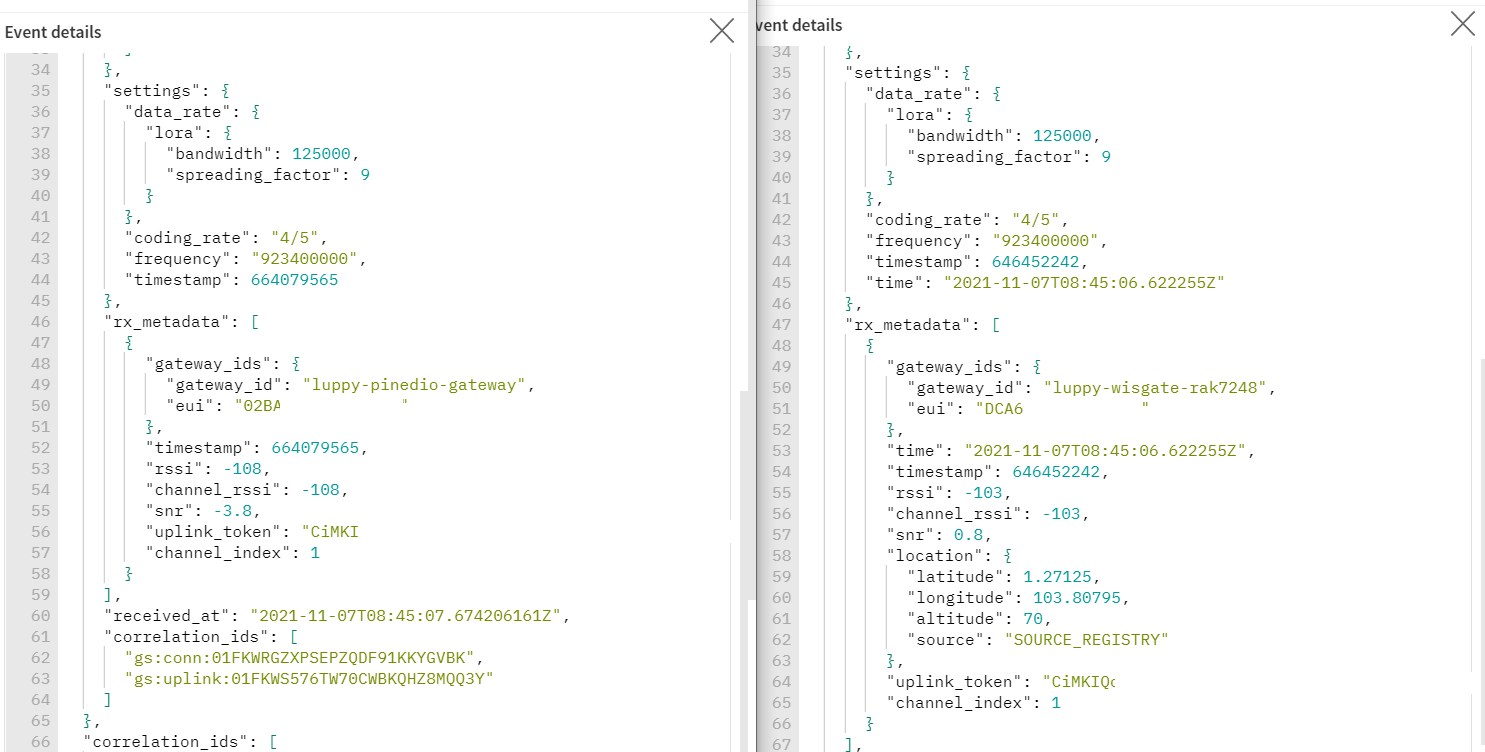 Event details
34 },
35 "settings": {
36 "data_rate": {
37 "lora": {
38 "bandwidth": 125000,
39 "spreading_factor": 9
40 }
41 },
42 "coding_rate": "4/5",
43 "frequency": "923400000",
44 "timestamp": 664079565
45 },
46 "rx_metadata": [
47 {
48 "gateway_ids": {
49 "gateway_id": "luppy-pinedio-gateway",
50 "eui": "02BA "
51 },
52 "timestamp": 664079565,
53 "rssi": -108,
54 "channel_rssi": -108,
55 "snr": -3.8,
56 "uplink_token": "CiMKI
57 "channel_index": 1
58 }
59 ],
60 "received_at": "2021-11-07T08:45:07.674206161Z",
61 "correlation_ids": [
62 "gs:conn:01FKWRGZXPSEPZQDF91KKYGVBK",
63 "gs:uplink:01FKWS576TW70CWBKQHZ8MQQ3Y"
64 ]
65 },
66 "correlation_ids": [
vent details
34 },
35 "settings": {
36 "data_rate": {
37 "lora": {
38 "bandwidth": 125000,
39 "spreading_factor": 9
40 }
41 },
42 "coding_rate": "4/5",
43 "frequency": "923400000",
44 "timestamp": 646452242,
45 "time": "2021-11-07T08:45:06.622255Z"
46 },
47 "rx_metadata": [
48 {
49 "gateway_ids": {
50 "gateway_id": "luppy-wisgate-rak7248",
51 "eui": "DCA6 "
52 },
53 "time": "2021-11-07T08:45:06.622255Z",
54 "timestamp": 646452242,
55 "rssi": -103,
56 "channel_rssi": -103,
57 "snr": 0.8,
58 "location": {
59 "latitude": 1.27125,
60 "longitude": 103.80795,
61 "altitude": 70,
62 "source": "SOURCE_REGISTRY"
63 },
64 "uplink_token": "CiMKIQ
65 "channel_index": 1
66 }
67 ],